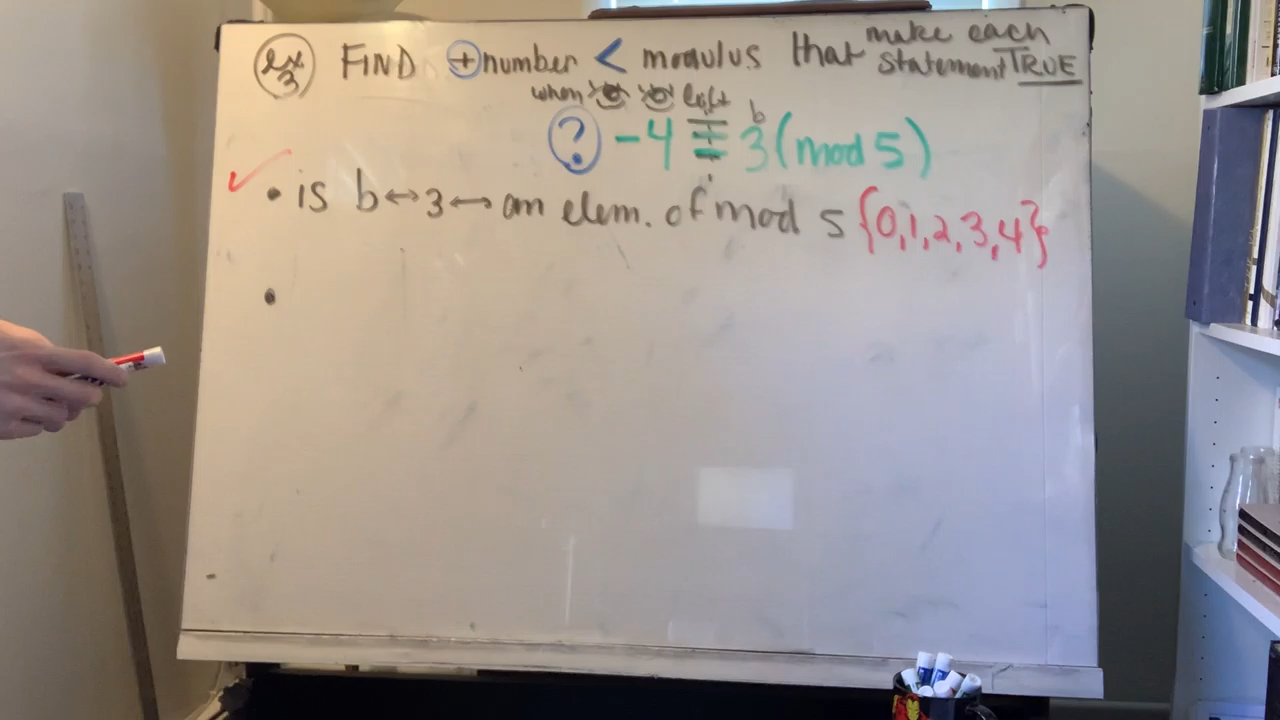 ex 3 FIND + number < modulus that make each statement TRUE
when left
? - 4 ≡ 3 (mod 5)
b
• is b ↔ 3 ↔ an elem. of mod 5 {0,1,2,3,4}
•